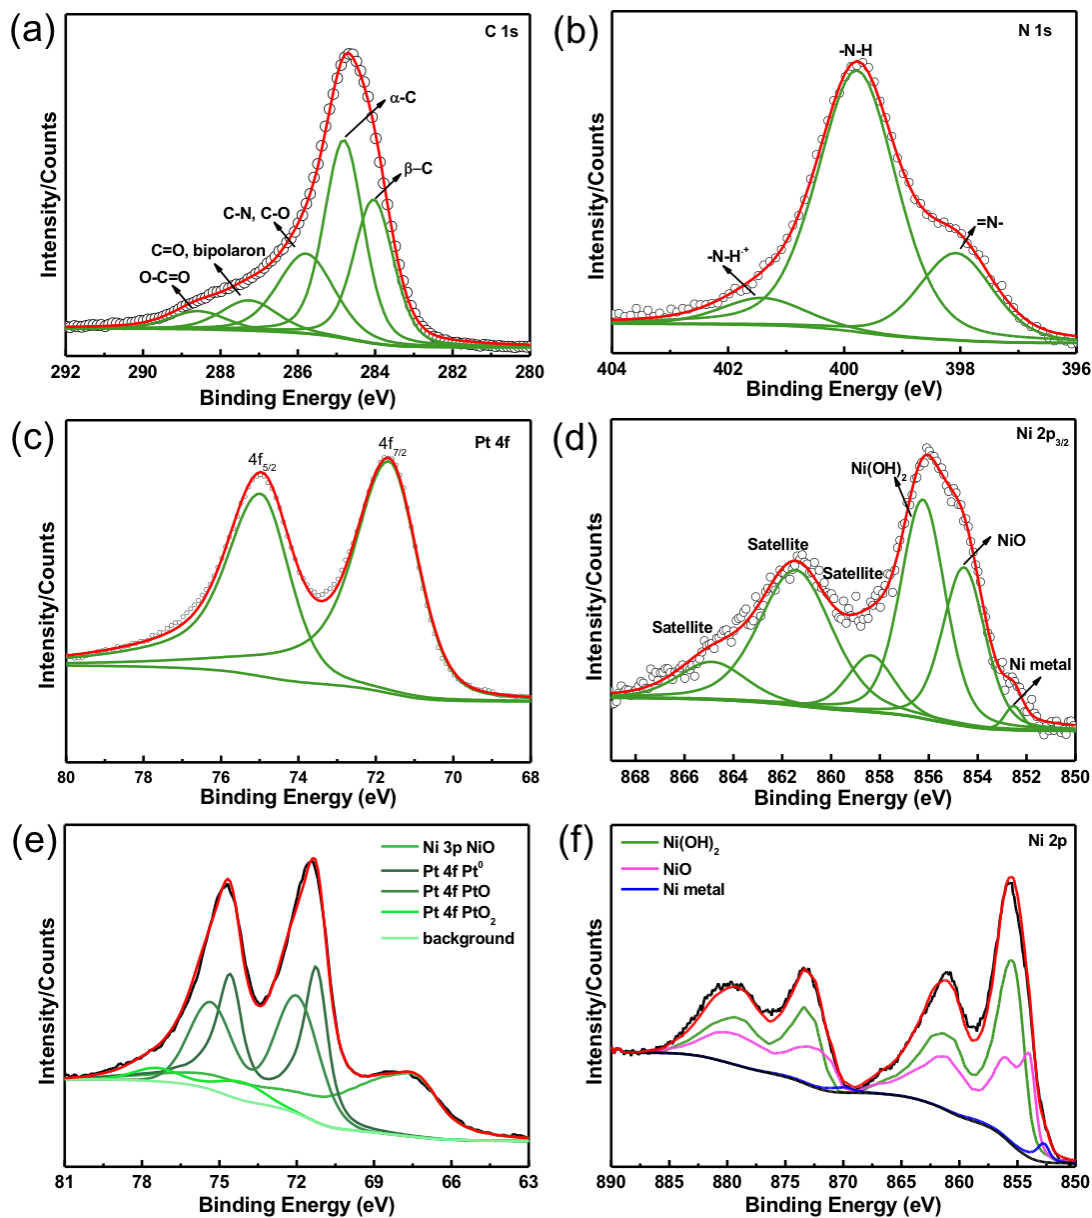 (a)
C 1s
α-C
β-C
C-N, C-O
C=O, bipolaron
O-C=O
Intensity/Counts
292 290 288 286 284 282 280
Binding Energy (eV)
(b)
N 1s
-N-H
=N-
-N-H⁺
Intensity/Counts
404 402 400 398 396
Binding Energy (eV)
(c)
Pt 4f
4f₅/₂
4f₇/₂
Intensity/Counts
80 78 76 74 72 70 68
Binding Energy (eV)
(d)
Ni 2p₃/₂
Ni(OH)₂
NiO
Satellite
Satellite
Satellite
Ni metal
Intensity/Counts
868 866 864 862 860 858 856 854 852 850
Binding Energy (eV)
(e)
Ni 3p NiO
Pt 4f Pt⁰
Pt 4f PtO
Pt 4f PtO₂
background
Intensity/Counts
81 78 75 72 69 66 63
Binding Energy (eV)
(f)
Ni 2p
Ni(OH)₂
NiO
Ni metal
Intensity/Counts
890 885 880 875 870 865 860 855 850
Binding Energy (eV)